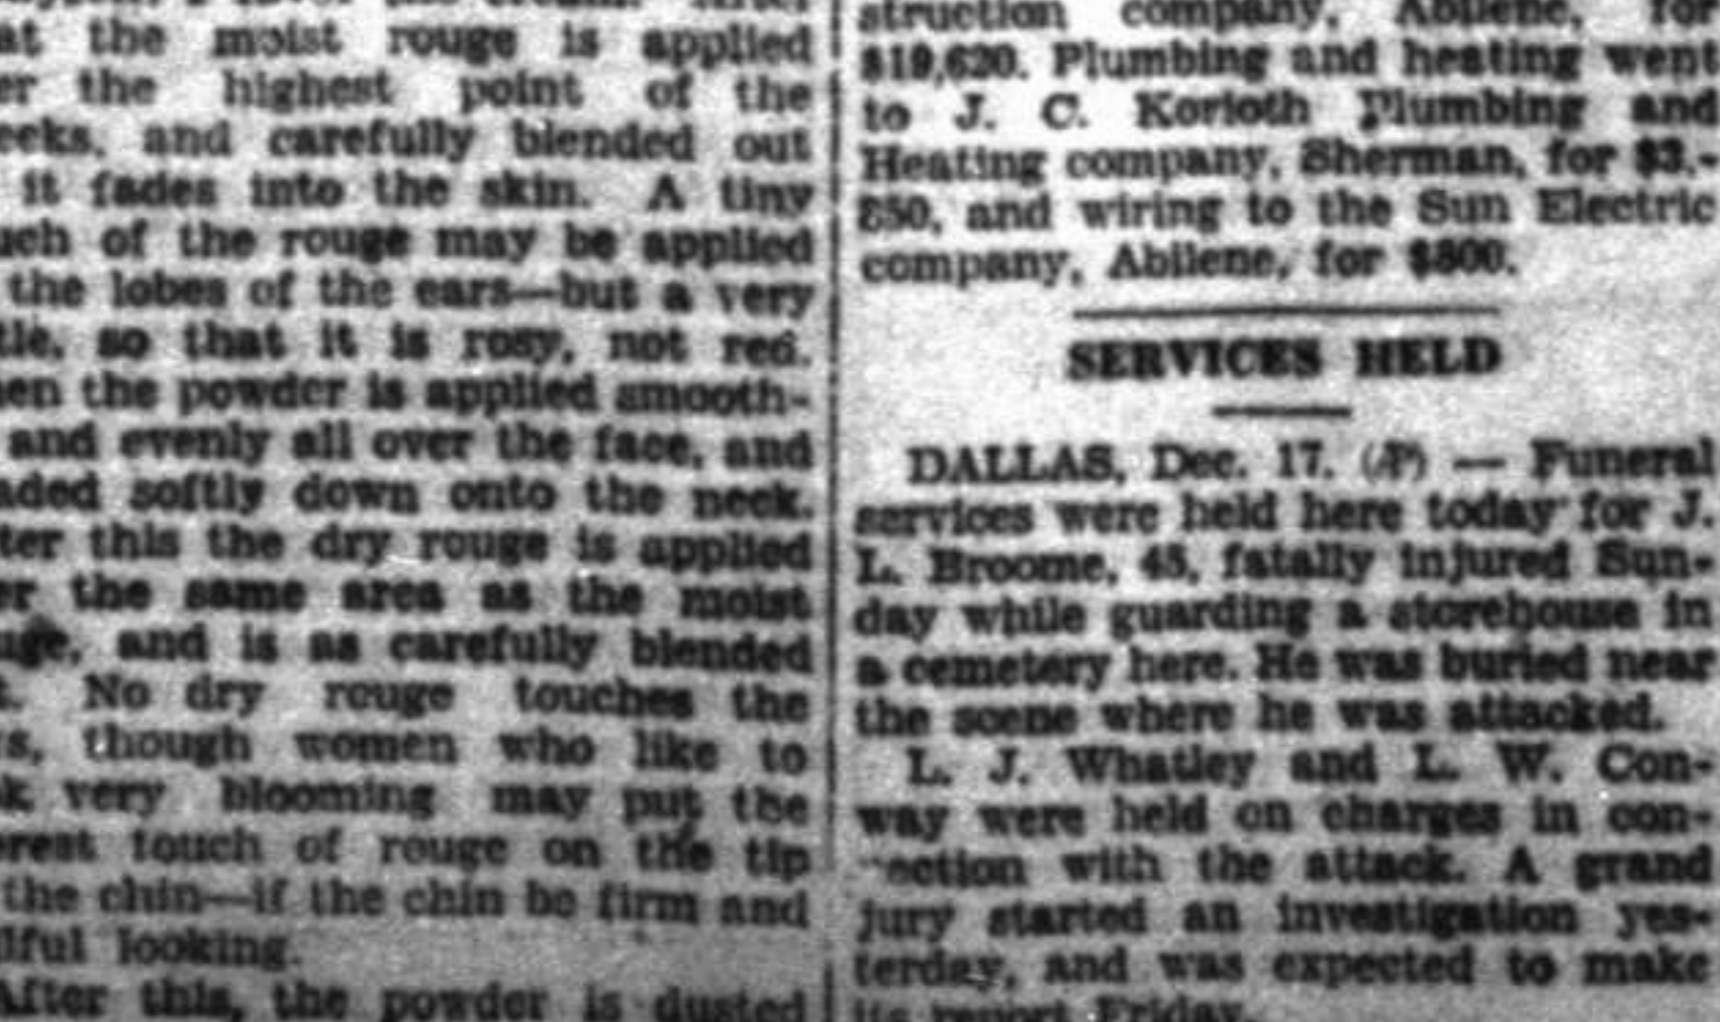 at the moist rouge is applied
er the highest point of the
eeks, and carefully blended out
it fades into the skin. A tiny
uch of the rouge may be applied
the lobes of the ears—but a very
tle, so that it is rosy, not red.
hen the powder is applied smooth-
and evenly all over the face, and
aded softly down onto the neck.
ter this the dry rouge is applied
er the same area as the moist
uge, and is as carefully blended
t. No dry rouge touches the
s, though women who like to
k very blooming may put the
erest touch of rouge on the tip
the chin—if the chin be firm and
looking.
After this, the powder is dusted
struction company, Abilene, for
$19,620. Plumbing and heating went
to J. C. Korioth Plumbing and
Heating company, Sherman, for $3,-
850, and wiring to the Sun Electric
company, Abilene, for $800.
SERVICES HELD
DALLAS, Dec. 17. (AP) — Funeral
services were held here today for J.
L. Broome, 45, fatally injured Sun-
day while guarding a storehouse in
a cemetery here. He was buried near
the scene where he was attacked.
L. J. Whatley and L. W. Con-
way were held on charges in con-
ection with the attack. A grand
jury started an investigation yes-
terday, and was expected to make
its report Friday.